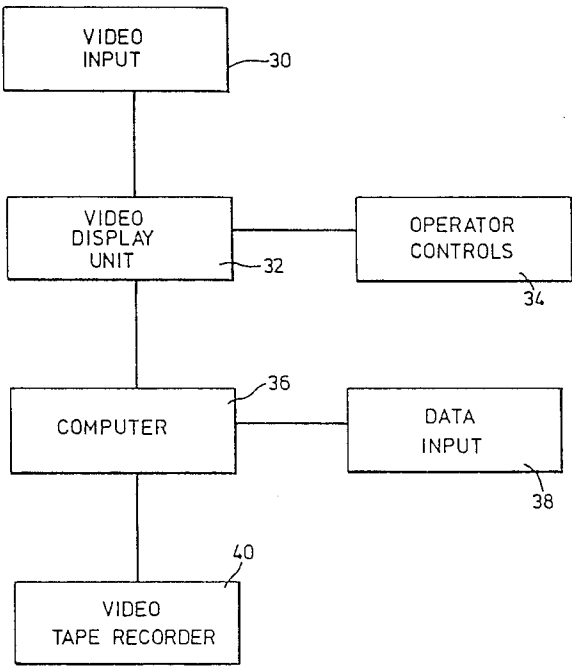 VIDEO
INPUT
30
VIDEO
DISPLAY
UNIT
32
OPERATOR
CONTROLS
34
COMPUTER
36
DATA
INPUT
38
40
VIDEO
TAPE RECORDER